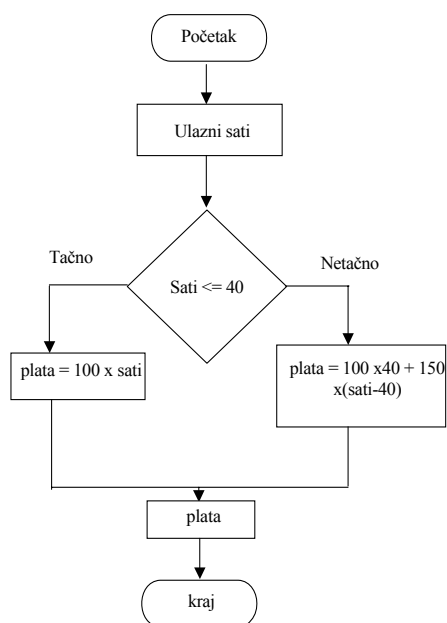 Početak
Ulazni sati
Tačno
Netačno
Sati <= 40
plata = 100 x sati
plata = 100 x40 + 150
x(sati-40)
plata
kraj